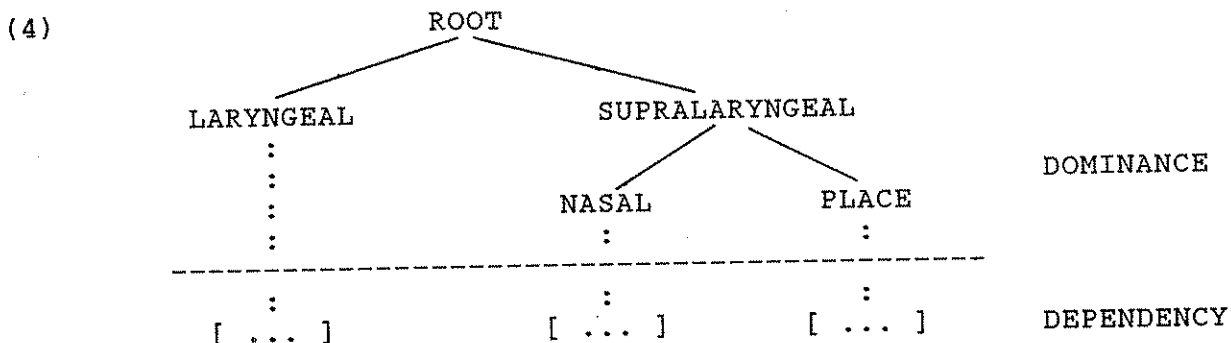 (4) ROOT
LARYNGEAL SUPRALARYNGEAL
: DOMINANCE
:
: NASAL PLACE
: : :
------------------------------------------------
: : :
[ ... ] [ ... ] [ ... ] DEPENDENCY